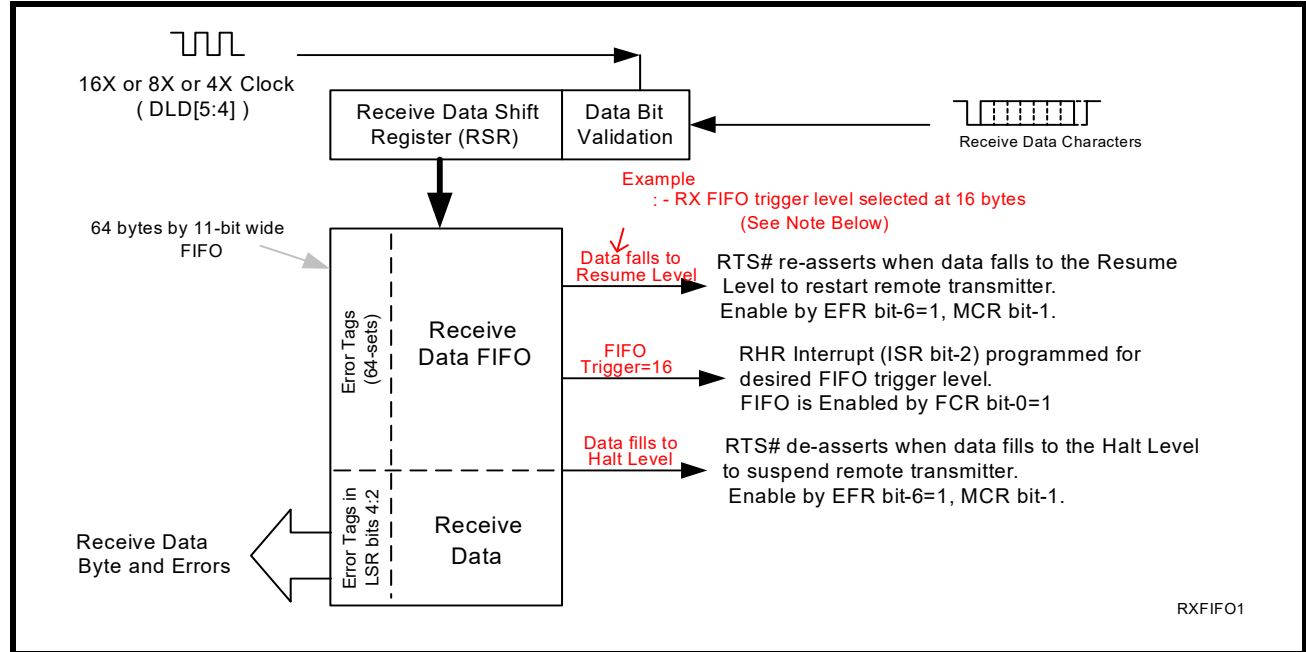 16X or 8X or 4X Clock
( DLD[5:4] )
Receive Data Shift
Register (RSR)
Data Bit
Validation
Receive Data Characters
Example
: - RX FIFO trigger level selected at 16 bytes
(See Note Below)
64 bytes by 11-bit wide
FIFO
Error Tags
(64-sets)
Receive
Data FIFO
Data falls to
Resume Level
RTS# re-asserts when data falls to the Resume
Level to restart remote transmitter.
Enable by EFR bit-6=1, MCR bit-1.
FIFO
Trigger=16
RHR Interrupt (ISR bit-2) programmed for
desired FIFO trigger level.
FIFO is Enabled by FCR bit-0=1
Data fills to
Halt Level
RTS# de-asserts when data fills to the Halt Level
to suspend remote transmitter.
Enable by EFR bit-6=1, MCR bit-1.
Error Tags in
LSR bits 4:2
Receive
Data
Receive Data
Byte and Errors
RXFIFO1